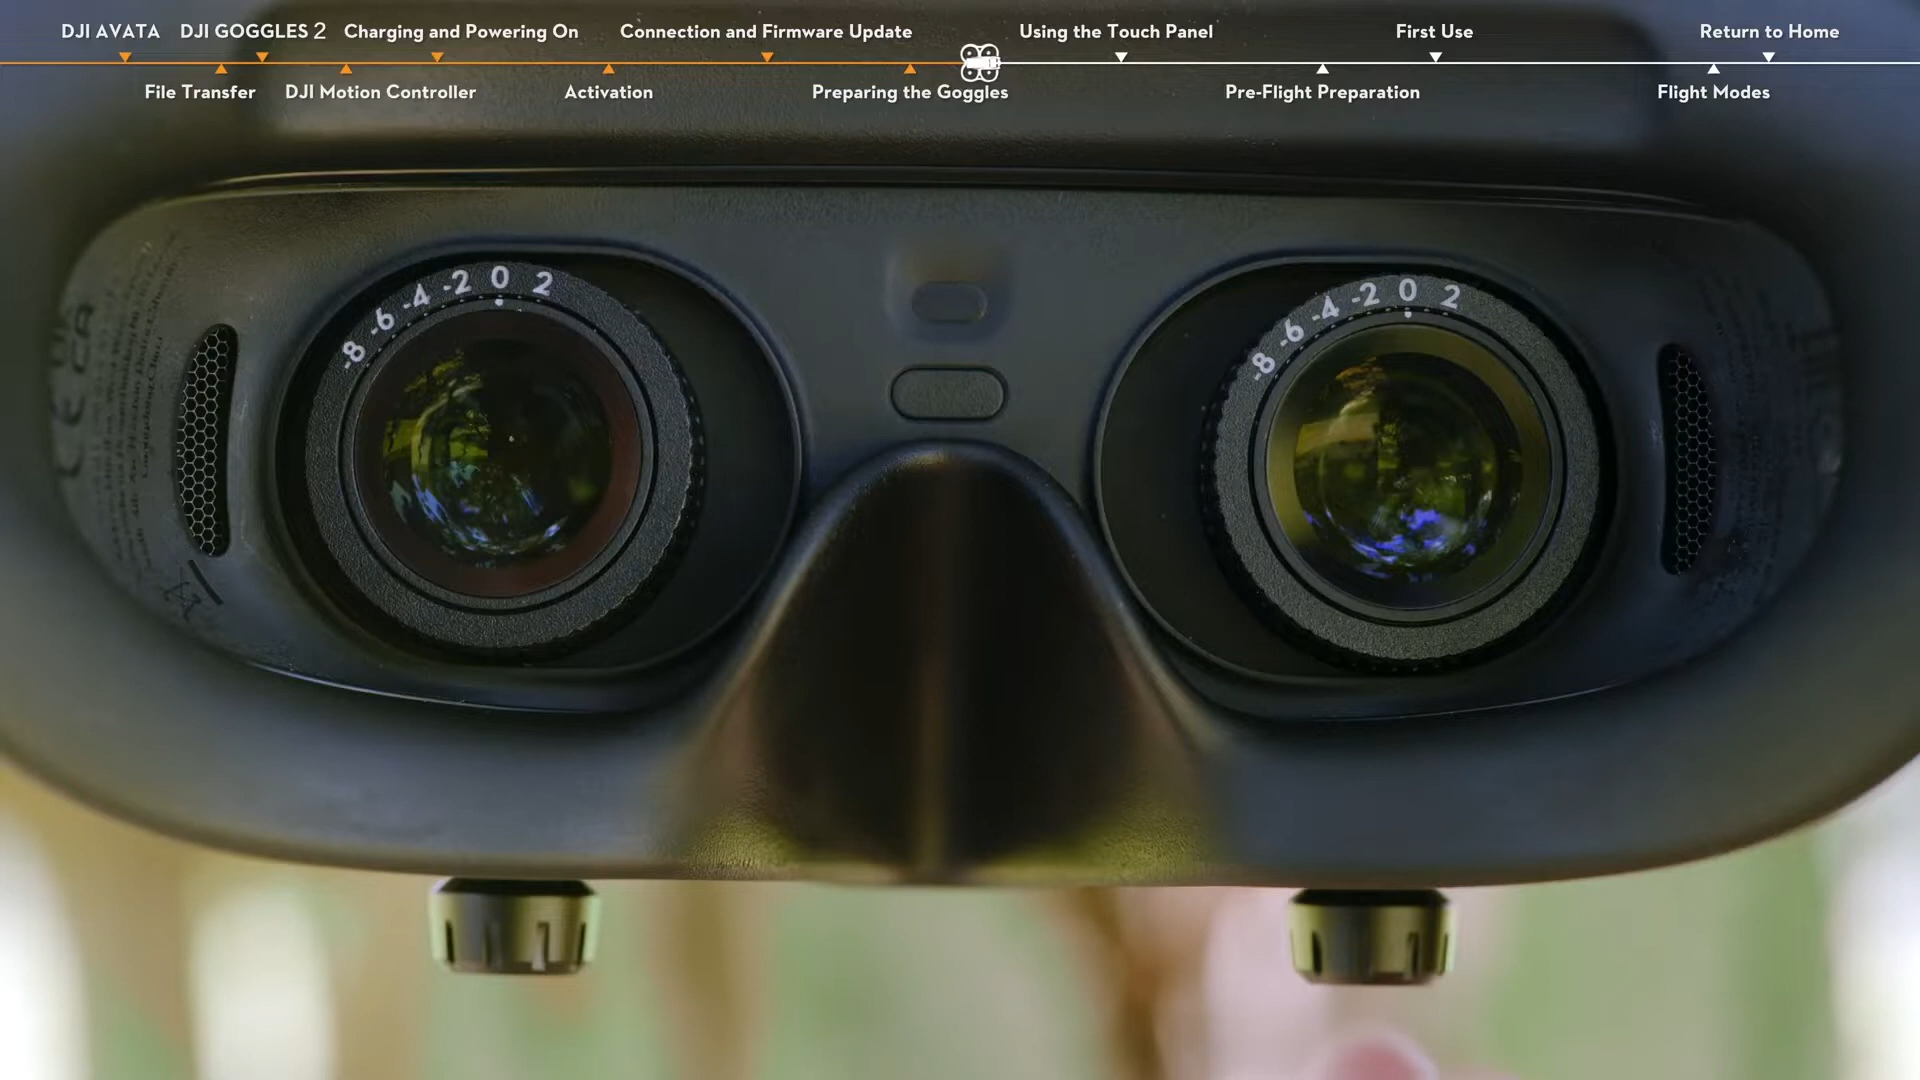 DJI AVATA
DJI GOGGLES 2
Charging and Powering On
Connection and Firmware Update
Using the Touch Panel
First Use
Return to Home
File Transfer
DJI Motion Controller
Activation
Preparing the Goggles
Pre-Flight Preparation
Flight Modes
-8 -6 -4 -2 0 2
-8 -6 -4 -2 0 2